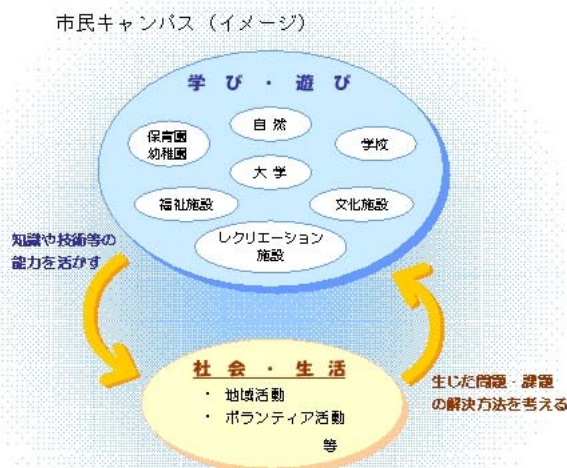 市民キャンパス（イメージ）
学び・遊び
自然
保育園
幼稚園
学校
大学
福祉施設
文化施設
レクリエーション
施設
知識や技術等の
能力を活かす
社会・生活
・ 地域活動
・ ボランティア活動
等
生じた問題・課題
の解決方法を考える